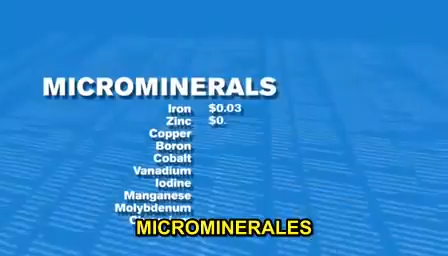 MICROMINERALS
Iron $0.03
Zinc $0.
Copper
Boron
Cobalt
Vanadium
Iodine
Manganese
Molybdenum
MICROMINERALES